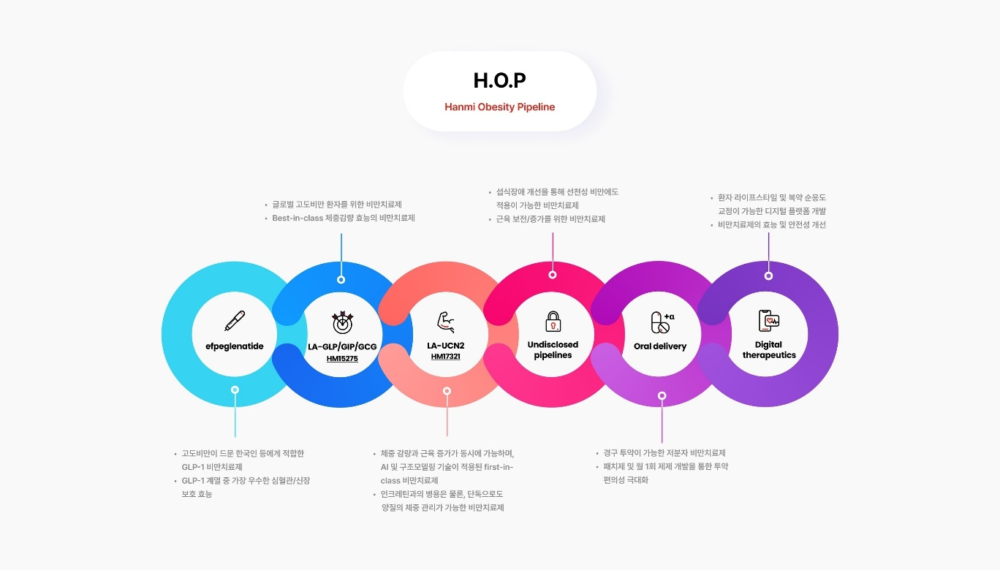 H.O.P
Hanmi Obesity Pipeline
• 글로벌 고도비만 환자를 위한 비만치료제
• Best-in-class 체중감량 효능의 비만치료제
• 섭식장애 개선을 통해 선천성 비만에도
적용이 가능한 비만치료제
• 근육 보전/증가를 위한 비만치료제
• 환자 라이프스타일 및 복약 순응도
교정이 가능한 디지털 플랫폼 개발
• 비만치료제의 효능 및 안전성 개선
efpeglenatide
LA-GLP/GIP/GCG
HM15275
LA-UCN2
HM17321
Undisclosed
pipelines
+α
Oral delivery
Digital
therapeutics
• 고도비만이 드문 한국인 등에게 적합한
GLP-1 비만치료제
• GLP-1 계열 중 가장 우수한 심혈관/신장
보호 효능
• 체중 감량과 근육 증가가 동시에 가능하며,
AI 및 구조모델링 기술이 적용된 first-in-
class 비만치료제
• 인크레틴과의 병용은 물론, 단독으로도
양질의 체중 관리가 가능한 비만치료제
• 경구 투약이 가능한 저분자 비만치료제
• 패치제 및 월 1회 제제 개발을 통한 투약
편의성 극대화